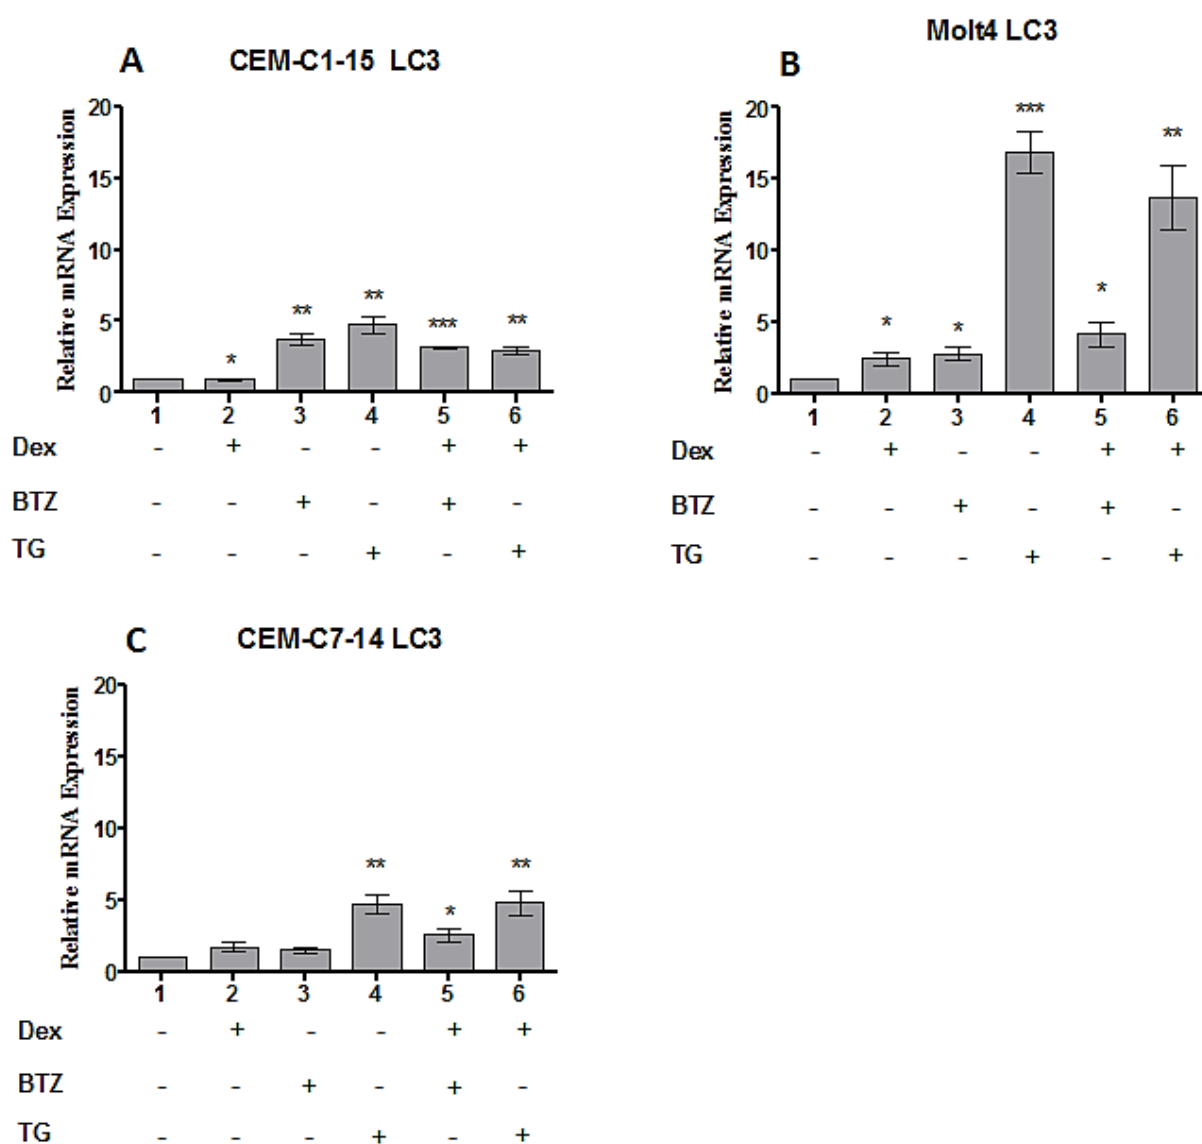 A CEM-C1-15 LC3
Relative mRNA Expression
20
15
10
5
0
** ** *** **
*
1 2 3 4 5 6
Dex - + - - + +
BTZ - - + - + -
TG - - - + - +
Molt4 LC3
B
Relative mRNA Expression
20
15
10
5
0
***
**
*
* *
1 2 3 4 5 6
Dex - + - - + +
BTZ - - + - + -
TG - - - + - +
C CEM-C7-14 LC3
Relative mRNA Expression
20
15
10
5
0
** **
*
1 2 3 4 5 6
Dex - + - - + +
BTZ - - + - + -
TG - - - + - +